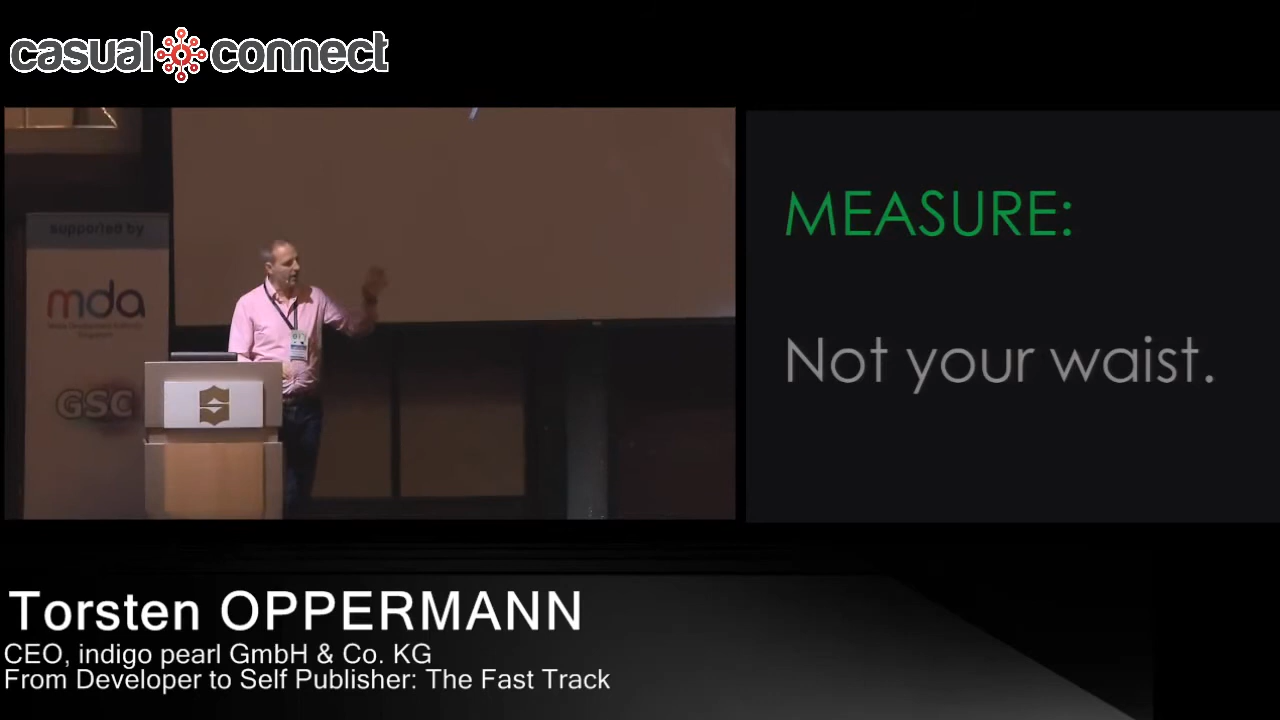 casual connect
supported by
mda
GSC
MEASURE:
Not your waist.
Torsten OPPERMANN
CEO, indigo pearl GmbH & Co. KG
From Developer to Self Publisher: The Fast Track